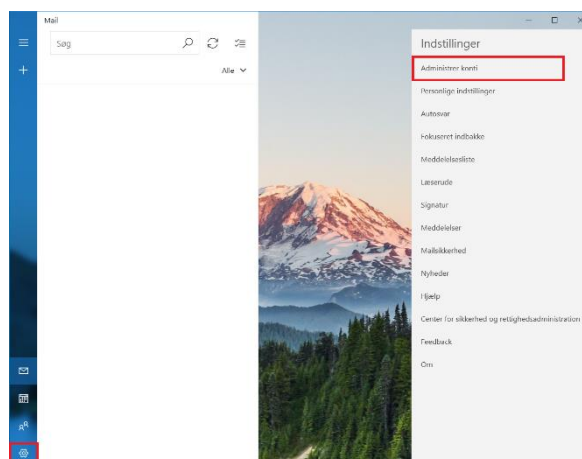 Mail
Søg
Alle
Indstillinger
Administrer konti
Personlige indstillinger
Autosvar
Fokuseret indbakke
Meddelelsesliste
Læserude
Signatur
Meddelelser
Mailsikkerhed
Nyheder
Hjælp
Center for sikkerhed og rettighedsadministration
Feedback
Om